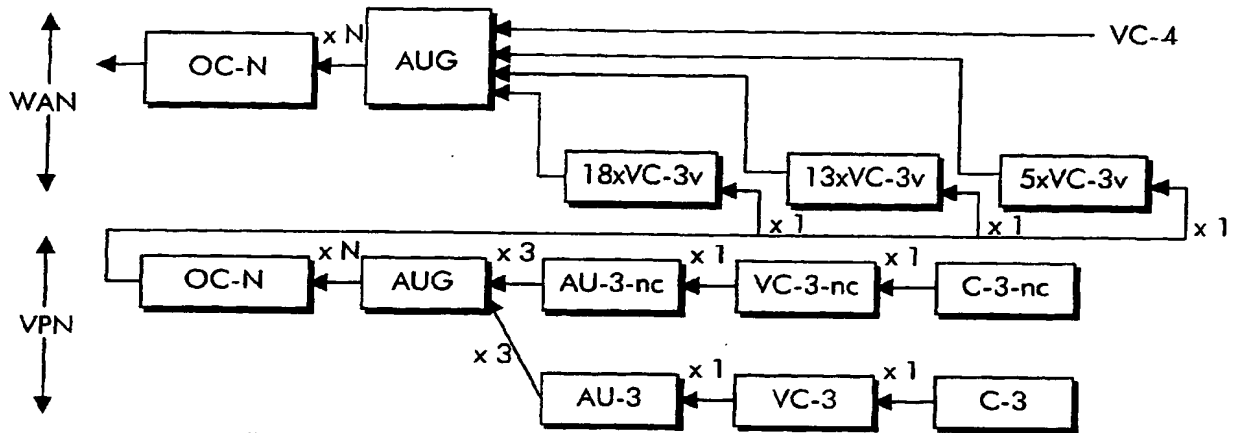 x N
VC-4
OC-N
AUG
WAN
18xVC-3v
13xVC-3v
5xVC-3v
x 1
x 1
x 1
VPN
x N
x 3
x 1
x 1
OC-N
AUG
AU-3-nc
VC-3-nc
C-3-nc
x 3
x 1
x 1
AU-3
VC-3
C-3